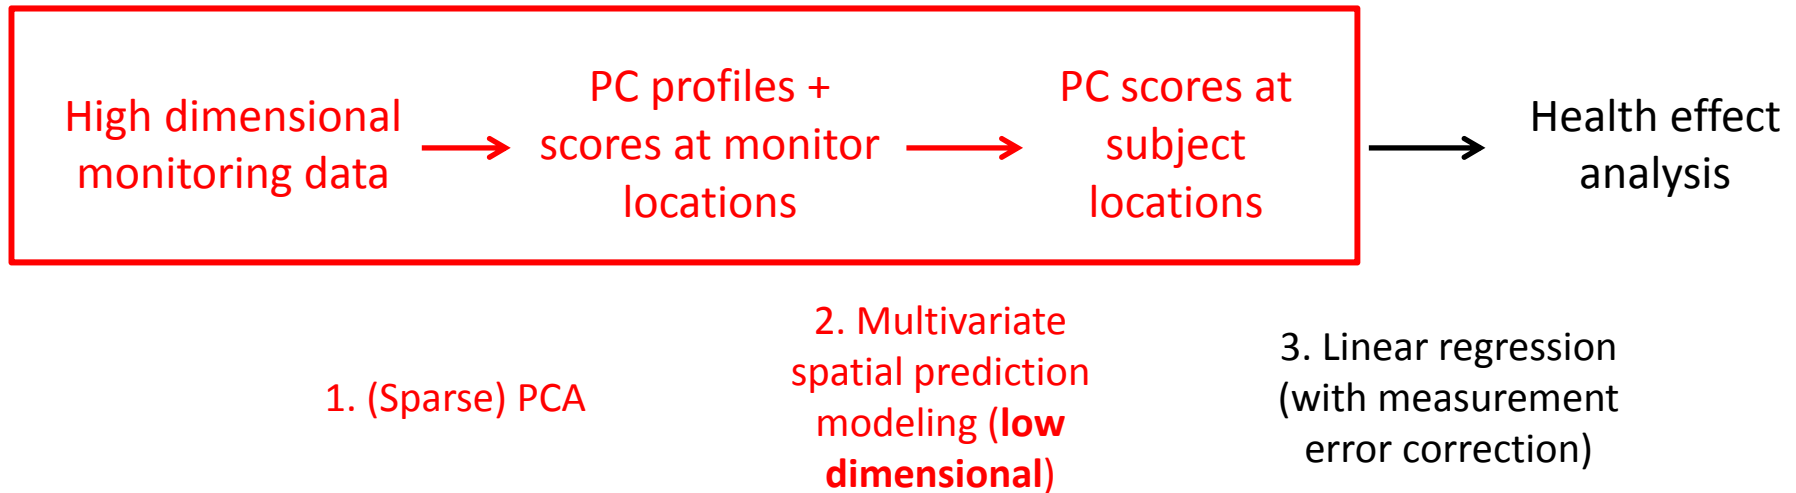 High dimensional
monitoring data
PC profiles +
scores at monitor
locations
PC scores at
subject
locations
Health effect
analysis
1. (Sparse) PCA
2. Multivariate
spatial prediction
modeling (low
dimensional)
3. Linear regression
(with measurement
error correction)